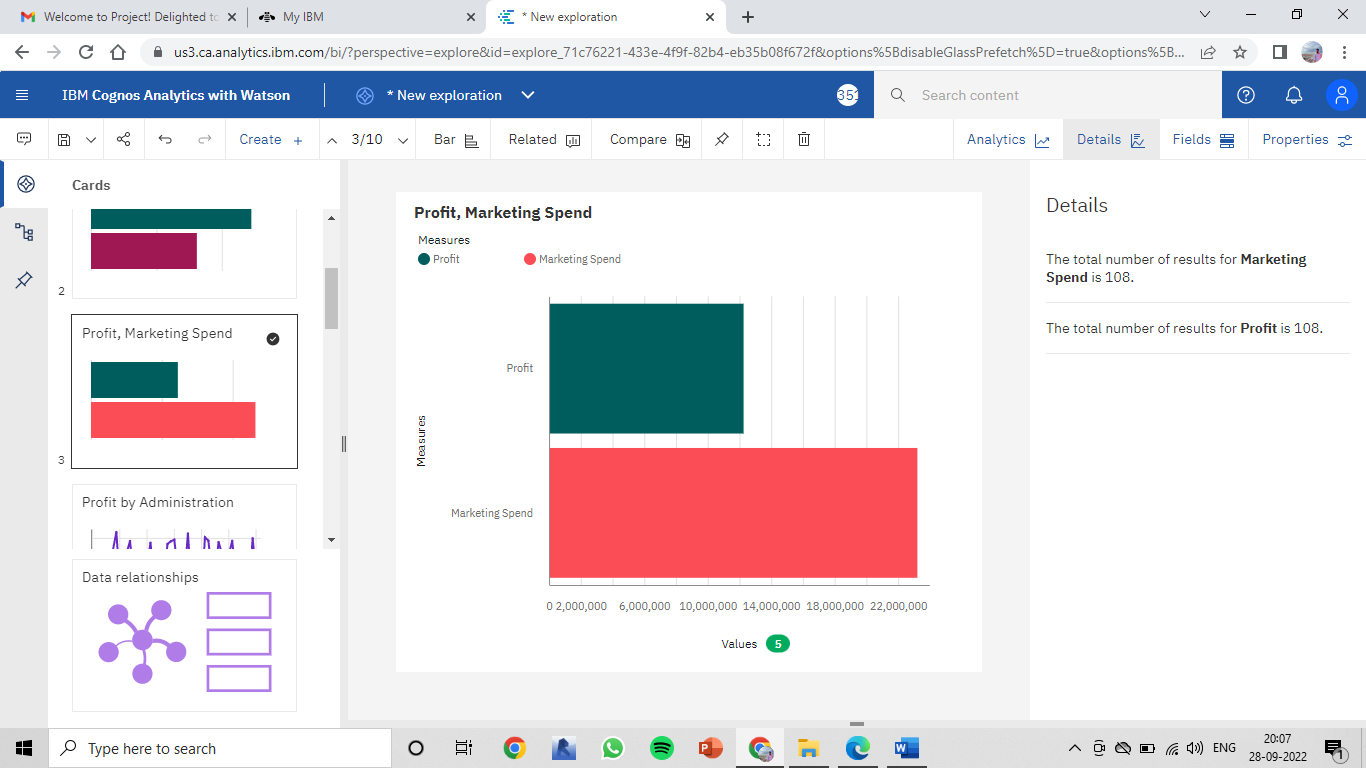 Welcome to Project! Delighted to
My IBM
* New exploration
us3.ca.analytics.ibm.com/bi/?perspective=explore&id=explore_71c76221-433e-4f9f-82b4-eb35b08f672f&options%5BdisableGlassPrefetch%5D=true&options%5B...
IBM Cognos Analytics with Watson
* New exploration
Search content
Create
3/10
Bar
Related
Compare
Analytics
Details
Fields
Properties
Cards
2
Profit, Marketing Spend
3
Profit by Administration
Data relationships
Profit, Marketing Spend
Measures
Profit
Marketing Spend
Measures
Profit
Marketing Spend
0 2,000,000 6,000,000 10,000,000 14,000,000 18,000,000 22,000,000
Values 5
Details
The total number of results for Marketing
Spend is 108.
The total number of results for Profit is 108.
Type here to search
ENG
20:07
28-09-2022
1